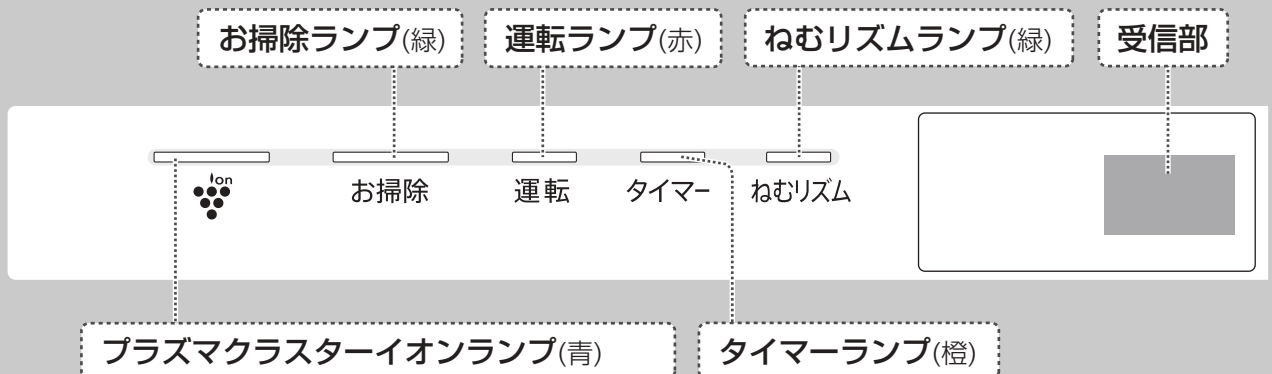 お掃除ランプ(緑)
運転ランプ(赤)
ねむリズムランプ(緑)
受信部
Ion
お掃除
運転
タイマー
ねむリズム
プラズマクラスターイオンランプ(青)
タイマーランプ(橙)